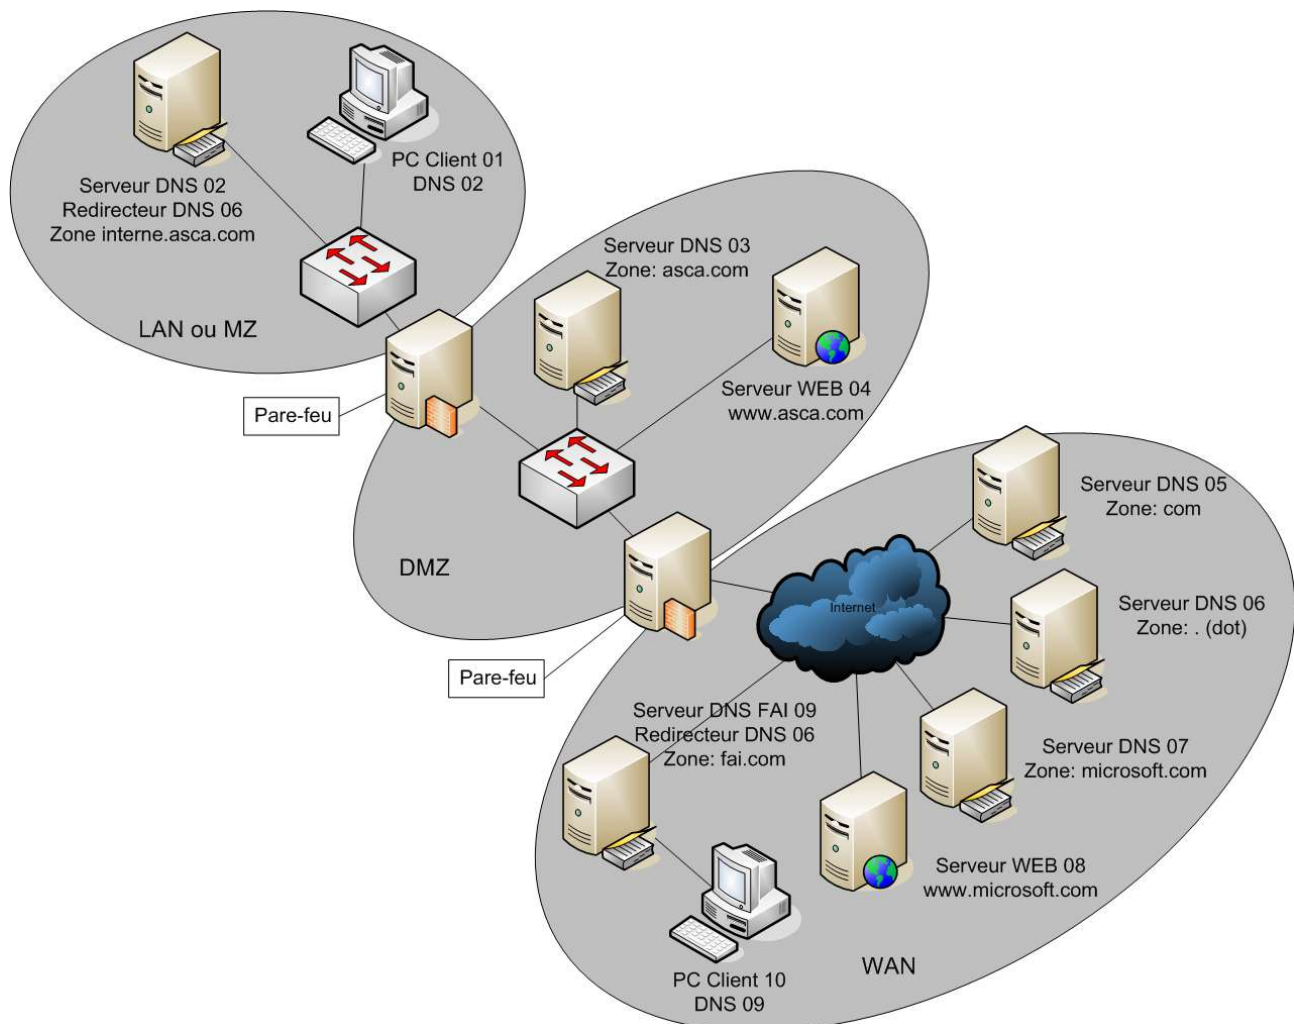 Serveur DNS 02
Redirecteur DNS 06
Zone interne.asca.com
PC Client 01
DNS 02
LAN ou MZ
Pare-feu
Serveur DNS 03
Zone: asca.com
Serveur WEB 04
www.asca.com
DMZ
Pare-feu
Internet
Serveur DNS 05
Zone: com
Serveur DNS 06
Zone: . (dot)
Serveur DNS 07
Zone: microsoft.com
Serveur DNS FAI 09
Redirecteur DNS 06
Zone: fai.com
Serveur WEB 08
www.microsoft.com
PC Client 10
DNS 09
WAN